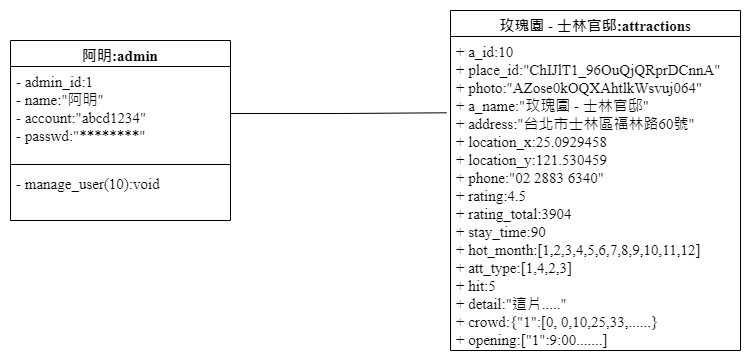 阿明:admin
- admin_id:1
- name:"阿明"
- account:"abcd1234"
- passwd:"********"
- manage_user(10):void
玫瑰園 - 士林官邸:attractions
+ a_id:10
+ place_id:"ChIJlT1_96OuQjQRprDCnnA"
+ photo:"AZose0kOQXAhtlkWsvuj064"
+ a_name:"玫瑰園 - 士林官邸"
+ address:"台北市士林區福林路60號"
+ location_x:25.0929458
+ location_y:121.530459
+ phone:"02 2883 6340"
+ rating:4.5
+ rating_total:3904
+ stay_time:90
+ hot_month:[1,2,3,4,5,6,7,8,9,10,11,12]
+ att_type:[1,4,2,3]
+ hit:5
+ detail:"這片....."
+ crowd:{"1":[0, 0,10,25,33,......}
+ opening:["1":9:00.......]